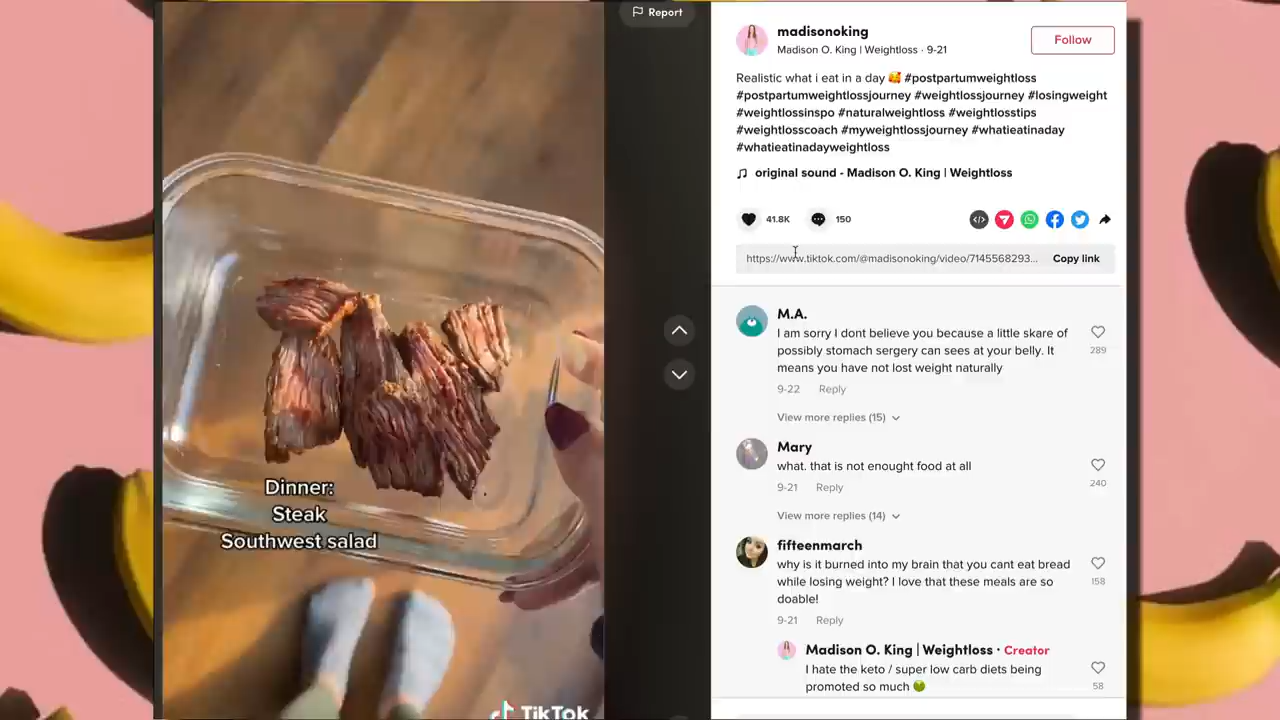 Report
Dinner:
Steak
Southwest salad
TikTok
madisonoking
Madison O. King | Weightloss · 9-21
Follow
Realistic what i eat in a day 🥰 #postpartumweightloss
#postpartumweightlossjourney #weightlossjourney #losingweight
#weightlossinspo #naturalweightloss #weightlosstips
#weightlosscoach #myweightlossjourney #whatieatinaday
#whatieatinadayweightloss
original sound - Madison O. King | Weightloss
41.8K
150
https://www.tiktok.com/@madisonoking/video/7145568293...
Copy link
M.A.
I am sorry I dont believe you because a little skare of
possibly stomach sergery can sees at your belly. It
means you have not lost weight naturally
289
9-22 Reply
View more replies (15)
Mary
what. that is not enought food at all
240
9-21 Reply
View more replies (14)
fifteenmarch
why is it burned into my brain that you cant eat bread
while losing weight? I love that these meals are so
doable!
158
9-21 Reply
Madison O. King | Weightloss · Creator
I hate the keto / super low carb diets being
promoted so much 🤢
58